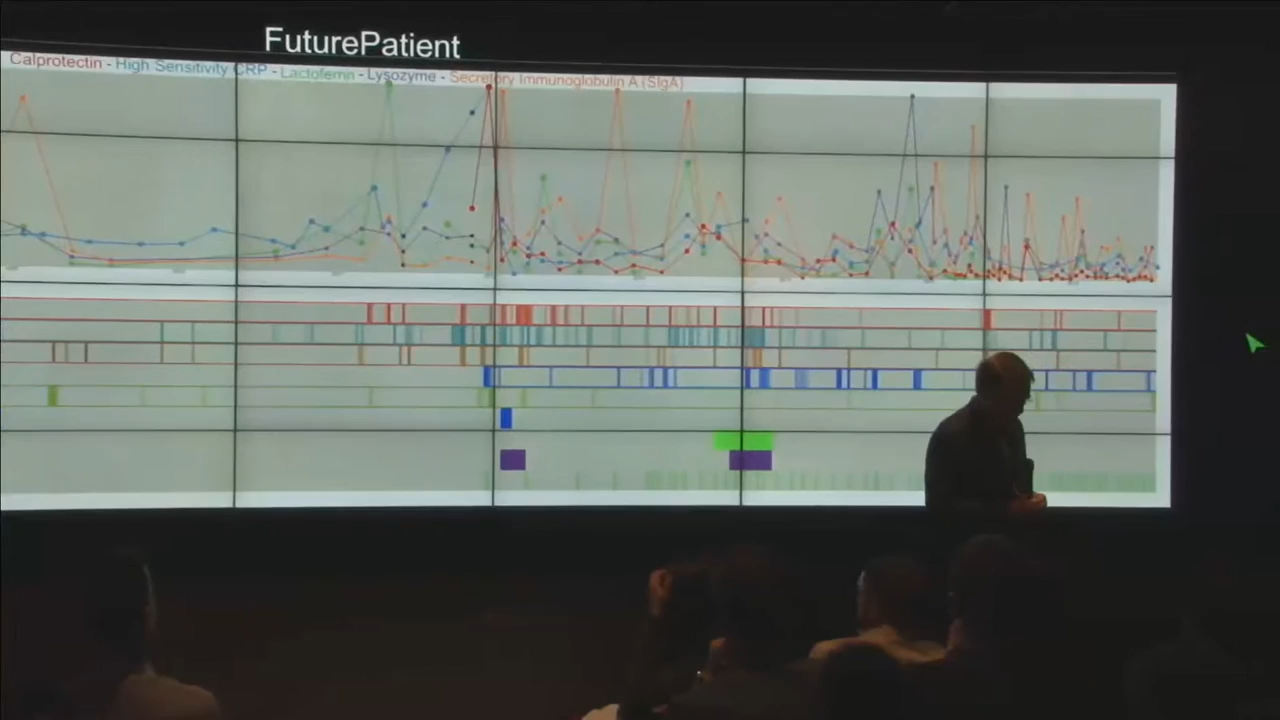 FuturePatient
Calprotectin - High Sensitivity CRP - Lactoferrin - Lysozyme - Secretory Immunoglobulin A (SIgA)